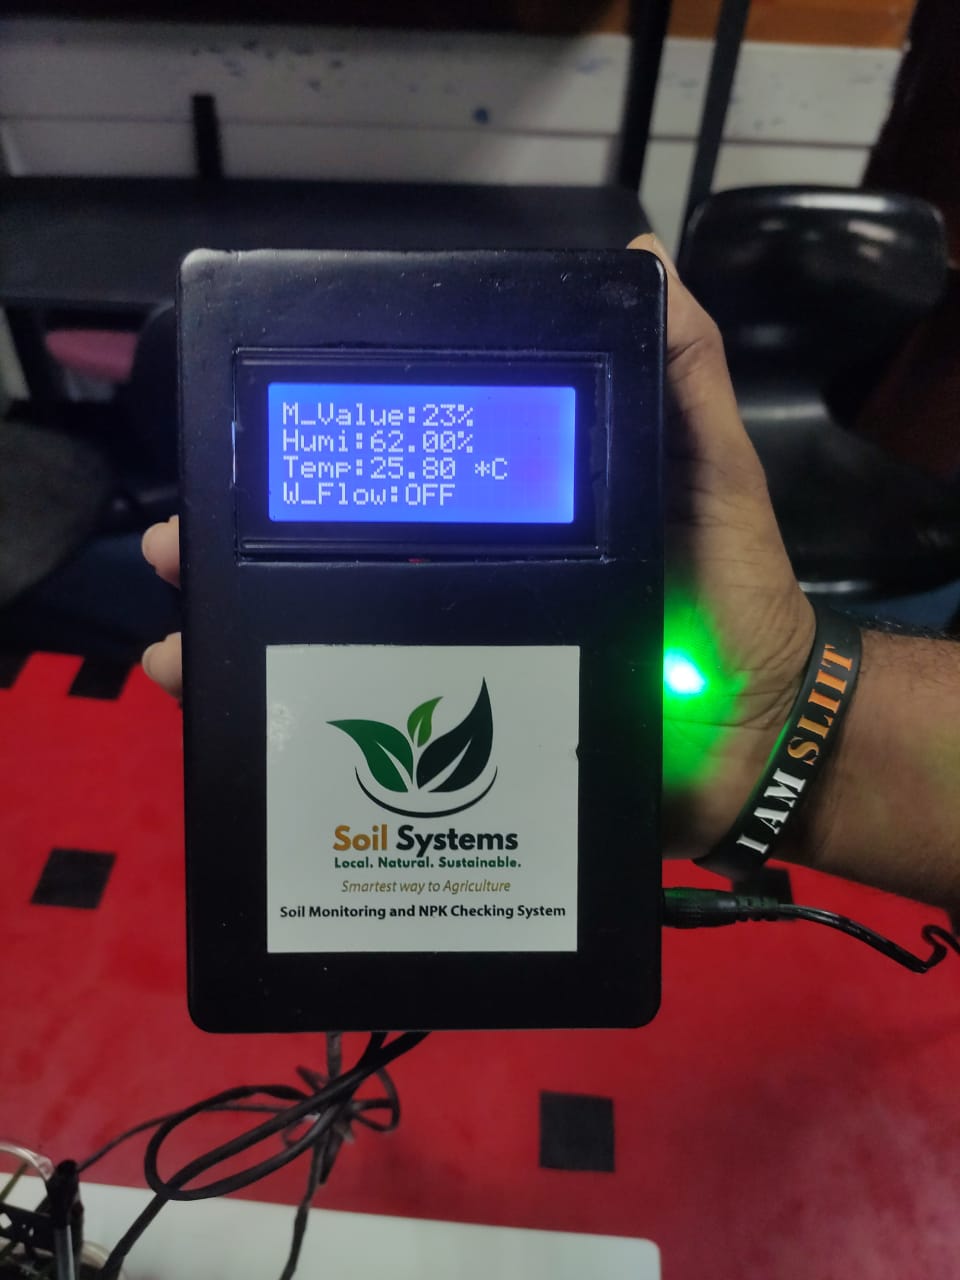 M_Value:23%
Humi:62.00%
Temp:25.80 *C
W_Flow:OFF
Soil Systems
Local. Natural. Sustainable.
Smartest way to Agriculture
Soil Monitoring and NPK Checking System
I AM SLIIT